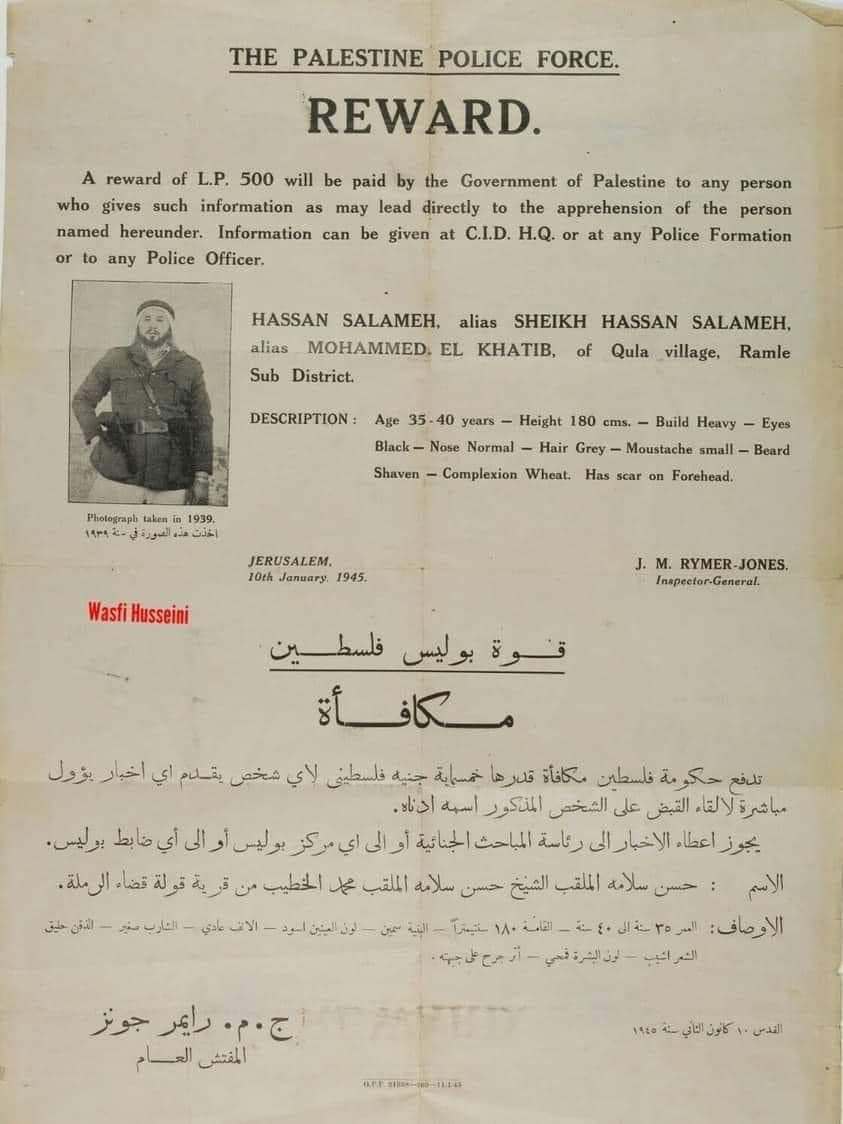 THE PALESTINE POLICE FORCE.
REWARD.
A reward of L.P. 500 will be paid by the Government of Palestine to any person
who gives such information as may lead directly to the apprehension of the person
named hereunder. Information can be given at C.I.D. H.Q. or at any Police Formation
or to any Police Officer.
HASSAN SALAMEH, alias SHEIKH HASSAN SALAMEH,
alias MOHAMMED. EL KHATIB, of Qula village, Ramle
Sub District.
DESCRIPTION : Age 35-40 years — Height 180 cms. — Build Heavy — Eyes
Black — Nose Normal — Hair Grey — Moustache small — Beard
Shaven — Complexion Wheat. Has scar on Forehead.
Photograph taken in 1939.
اخذت هذه الصورة في سنة ١٩٣٩
JERUSALEM,
10th January, 1945.
J. M. RYMER-JONES.
Inspector-General.
Wasfi Husseini
قـوة بوليس فلسطـين
مـكافـأة
تدفع حكومة فلسطين مكافأة قدرها خمسماية جنيه فلسطيني لاي شخص يقـدم اي اخبار يؤول
مباشرة لالقاء القبض على الشخص المذكور اسمه ادناه.
يجوز اعطاء الاخبار الى رئاسة المباحث الجنائية أو الى اي مركز بوليس أو الى أي ضابط بوليس.
الاسم : حسن سلامه الملقب الشيخ حسن سلامه الملقب محمد الخطيب من قرية قولة قضاء الرملة.
الاوصاف: العمر ٣٥ سنة الى ٤٠ سنة — القامة ١٨٠ سنتيمتراً — البنية سمين — لون العينين اسود — الانف عادي — الشارب صغير — الذقن حليق
الشعر اشيب — لون البشرة قمحي — أثر جرح على جبهته.
القدس ١٠ كانون الثاني سنة ١٩٤٥
ج. م. رايمر جونز
المفتش العـام